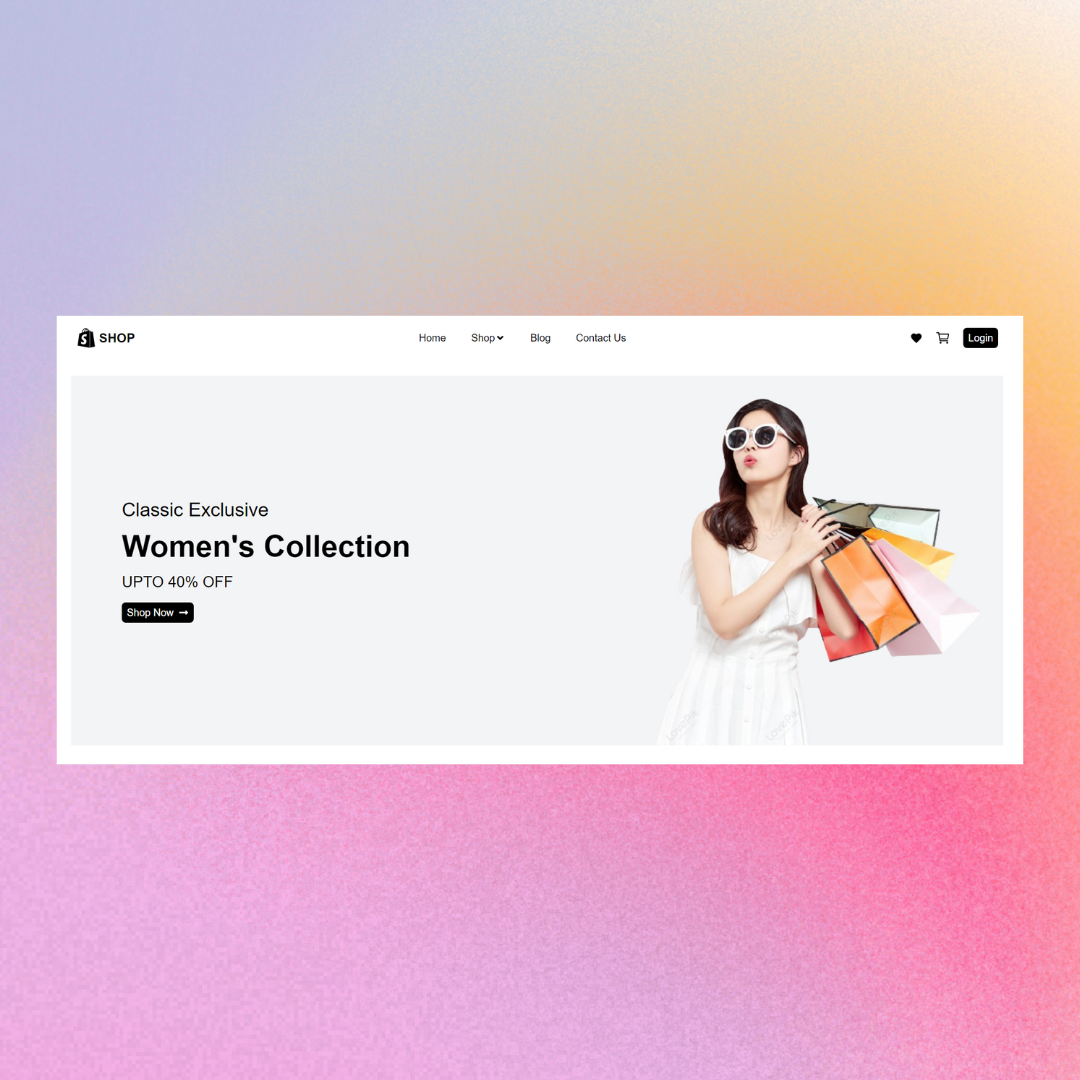 SHOP
Home Shop Blog Contact Us
Login
Classic Exclusive
Women's Collection
UPTO 40% OFF
Shop Now →